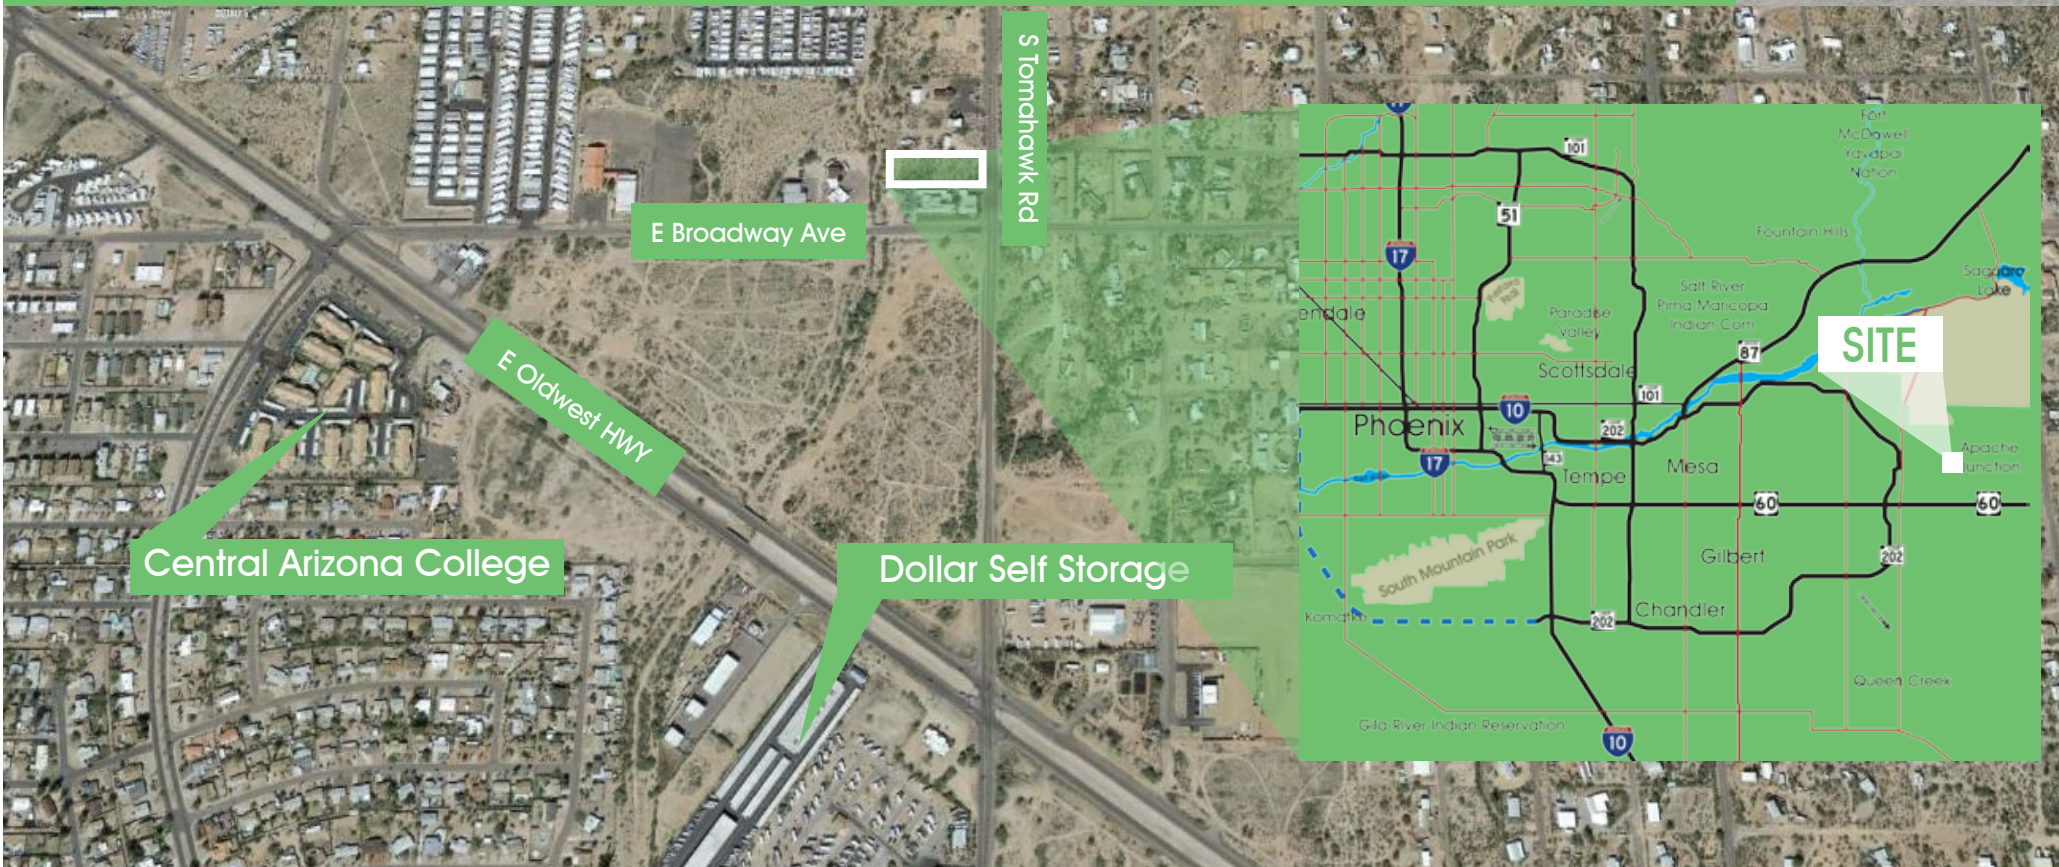 S Tomahawk Rd
E Broadway Ave
E Oldwest HWY
Central Arizona College
Dollar Self Storage
17
101
Fort
McDowell
Yavapai
Nation
51
17
Fountain Hills
Saguaro
Lake
Salt River
Pima Maricopa
Indian Com
endale
Paradise
Valley
SITE
87
Scottsdale
101
10
Phoenix
202
Apache
Junction
17
143
Tempe
Mesa
60
60
South Mountain Park
Gilbert
202
Komatke
202
Chandler
Queen Creek
Gila River Indian Reservation
10